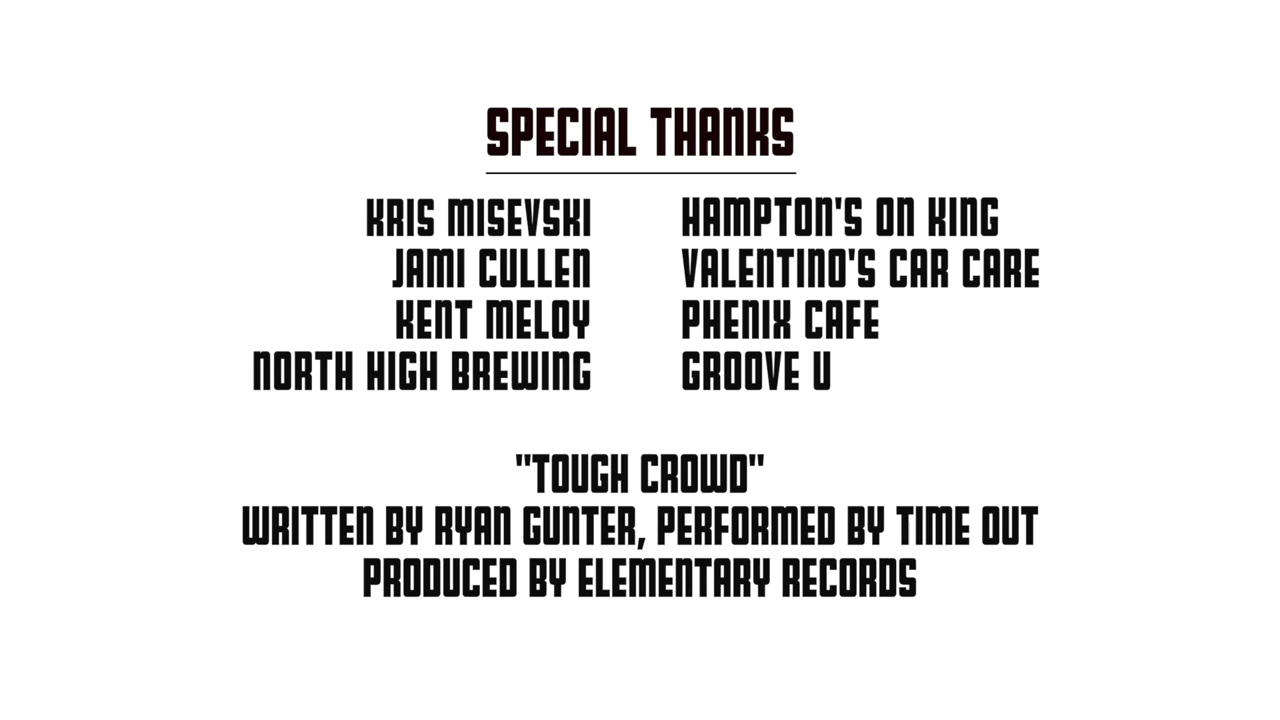 SPECIAL THANKS
KRIS MISEVSKI
JAMI CULLEN
KENT MELOY
NORTH HIGH BREWING
HAMPTON'S ON KING
VALENTINO'S CAR CARE
PHENIX CAFE
GROOVE U
"TOUGH CROWD"
WRITTEN BY RYAN GUNTER, PERFORMED BY TIME OUT
PRODUCED BY ELEMENTARY RECORDS